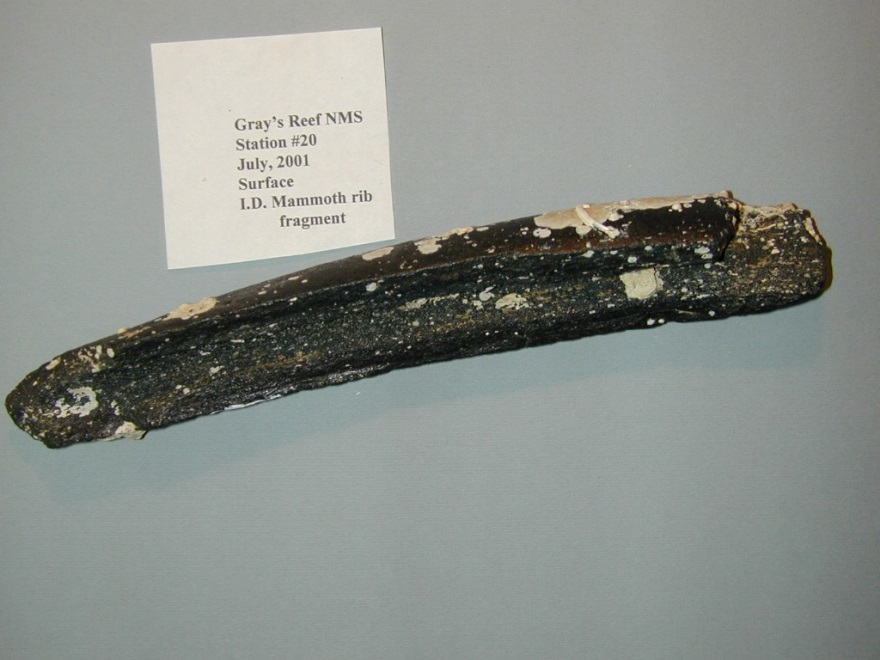 Gray's Reef NMS
Station #20
July, 2001
Surface
I.D. Mammoth rib
fragment